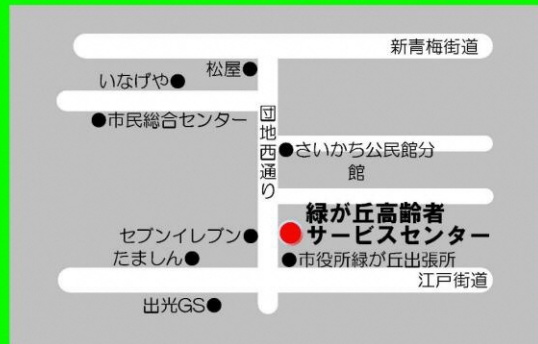 新青梅街道
松屋
いなげや
市民総合センター
団地西通り
さいかち公民館分
館
緑が丘高齢者
サービスセンター
セブンイレブン
たましん
市役所緑が丘出張所
江戸街道
出光GS